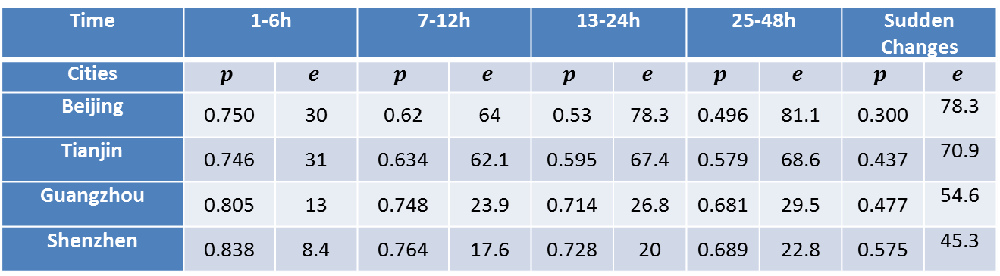 Time 1-6h 7-12h 13-24h 25-48h Sudden
Changes
Cities p e p e p e p e p e
Beijing 0.750 30 0.62 64 0.53 78.3 0.496 81.1 0.300 78.3
Tianjin 0.746 31 0.634 62.1 0.595 67.4 0.579 68.6 0.437 70.9
Guangzhou 0.805 13 0.748 23.9 0.714 26.8 0.681 29.5 0.477 54.6
Shenzhen 0.838 8.4 0.764 17.6 0.728 20 0.689 22.8 0.575 45.3